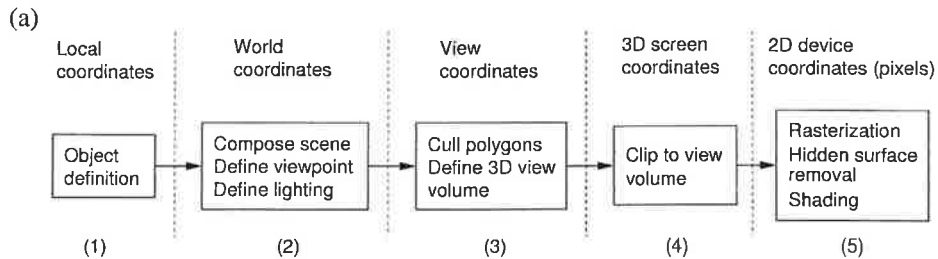 (a)
Local
coordinates
World
coordinates
View
coordinates
3D screen
coordinates
2D device
coordinates (pixels)
Object
definition
Compose scene
Define viewpoint
Define lighting
Cull polygons
Define 3D view
volume
Clip to view
volume
Rasterization
Hidden surface
removal
Shading
(1)
(2)
(3)
(4)
(5)